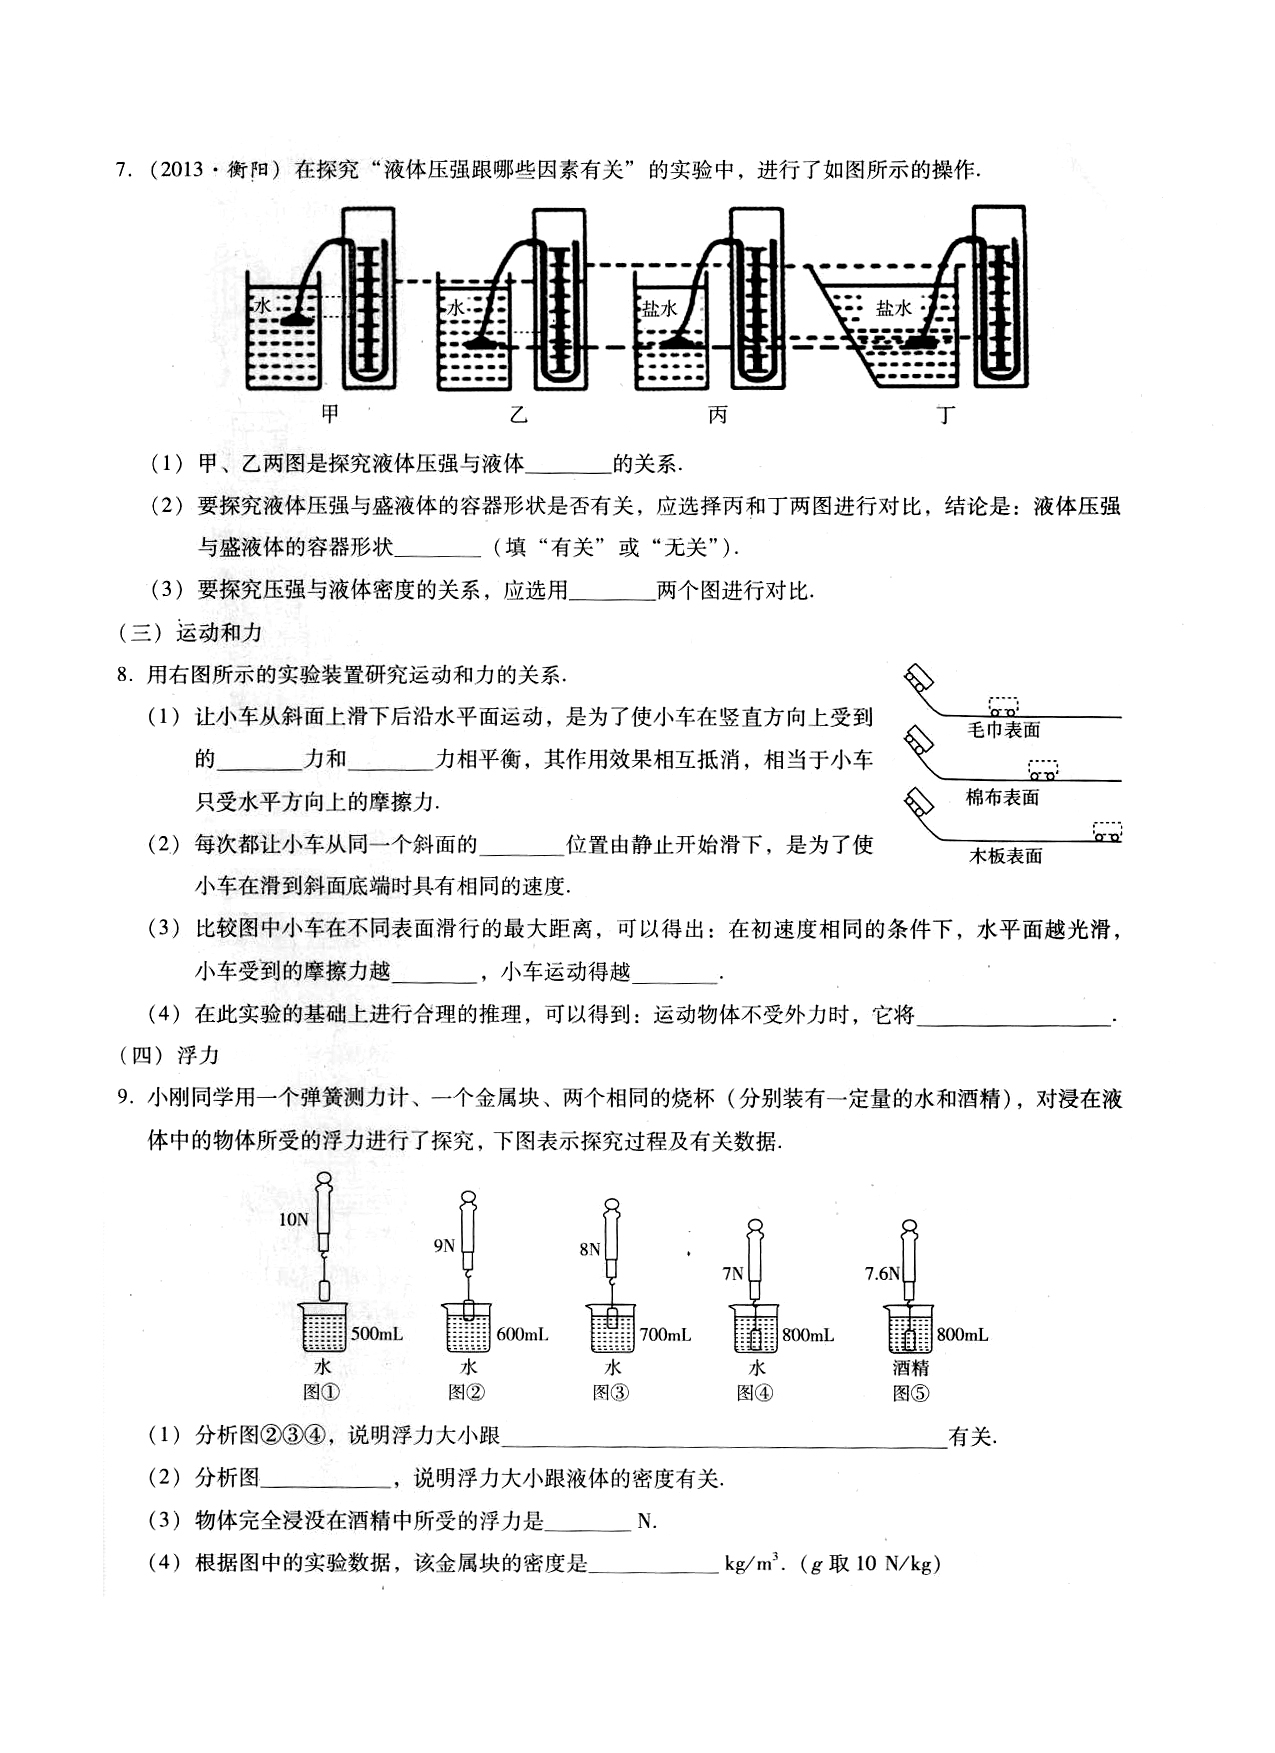 7. (2013·衡阳) 在探究“液体压强跟哪些因素有关”的实验中，进行了如图所示的操作.
水 水 盐水 盐水
甲 乙 丙 丁
(1) 甲、乙两图是探究液体压强与液体________的关系.
(2) 要探究液体压强与盛液体的容器形状是否有关，应选择丙和丁两图进行对比，结论是：液体压强
与盛液体的容器形状________（填“有关”或“无关”）.
(3) 要探究压强与液体密度的关系，应选用________两个图进行对比.
(三) 运动和力
8. 用右图所示的实验装置研究运动和力的关系.
(1) 让小车从斜面上滑下后沿水平面运动，是为了使小车在竖直方向上受到
的________力和________力相平衡，其作用效果相互抵消，相当于小车
只受水平方向上的摩擦力.
(2) 每次都让小车从同一个斜面的________位置由静止开始滑下，是为了使
小车在滑到斜面底端时具有相同的速度.
毛巾表面
棉布表面
木板表面
(3) 比较图中小车在不同表面滑行的最大距离，可以得出：在初速度相同的条件下，水平面越光滑，
小车受到的摩擦力越________，小车运动得越________.
(4) 在此实验的基础上进行合理的推理，可以得到：运动物体不受外力时，它将__________________.
(四) 浮力
9. 小刚同学用一个弹簧测力计、一个金属块、两个相同的烧杯（分别装有一定量的水和酒精），对浸在液
体中的物体所受的浮力进行了探究，下图表示探究过程及有关数据.
10N 9N 8N 7N 7.6N
500mL 600mL 700mL 800mL 800mL
水 水 水 水 酒精
图① 图② 图③ 图④ 图⑤
(1) 分析图②③④，说明浮力大小跟________________________________________有关.
(2) 分析图____________，说明浮力大小跟液体的密度有关.
(3) 物体完全浸没在酒精中所受的浮力是________ N.
(4) 根据图中的实验数据，该金属块的密度是____________ kg/m³. (g 取 10 N/kg)